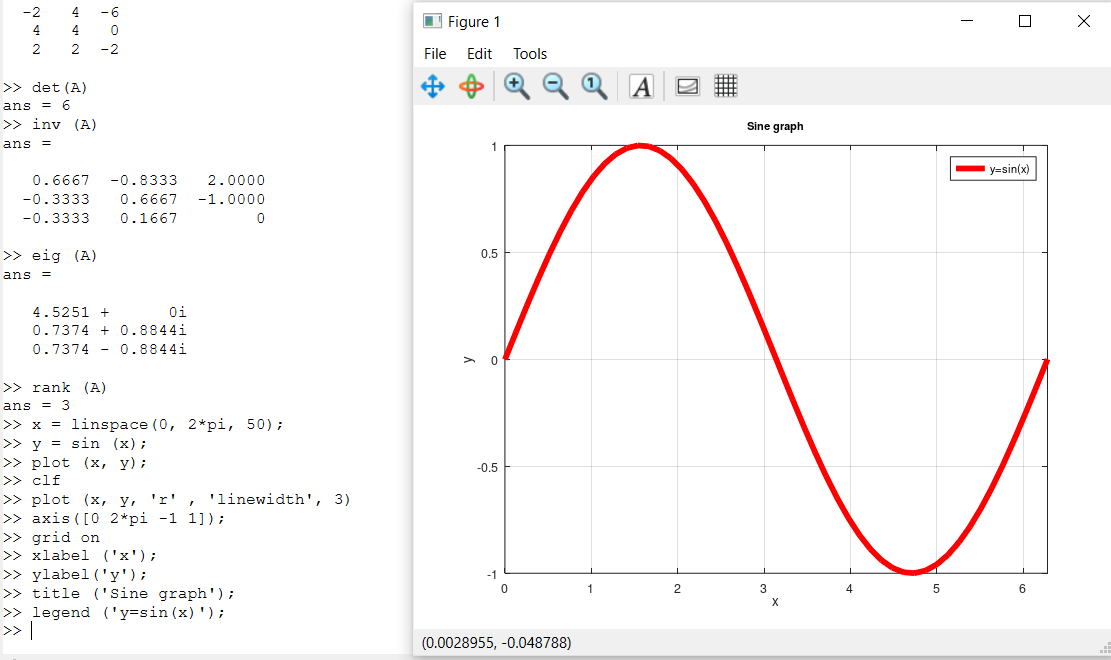 -2 4 -6
4 4 0
2 2 -2
>> det(A)
ans = 6
>> inv (A)
ans =
0.6667 -0.8333 2.0000
-0.3333 0.6667 -1.0000
-0.3333 0.1667 0
>> eig (A)
ans =
4.5251 + 0i
0.7374 + 0.8844i
0.7374 - 0.8844i
>> rank (A)
ans = 3
>> x = linspace(0, 2*pi, 50);
>> y = sin (x);
>> plot (x, y);
>> clf
>> plot (x, y, 'r' , 'linewidth', 3)
>> axis([0 2*pi -1 1]);
>> grid on
>> xlabel ('x');
>> ylabel('y');
>> title ('Sine graph');
>> legend ('y=sin(x)');
>>
Figure 1
File Edit Tools
1 A
Sine graph
y=sin(x)
1
0.5
0
-0.5
-1
y
0 1 2 3 4 5 6
x
(0.0028955, -0.048788)